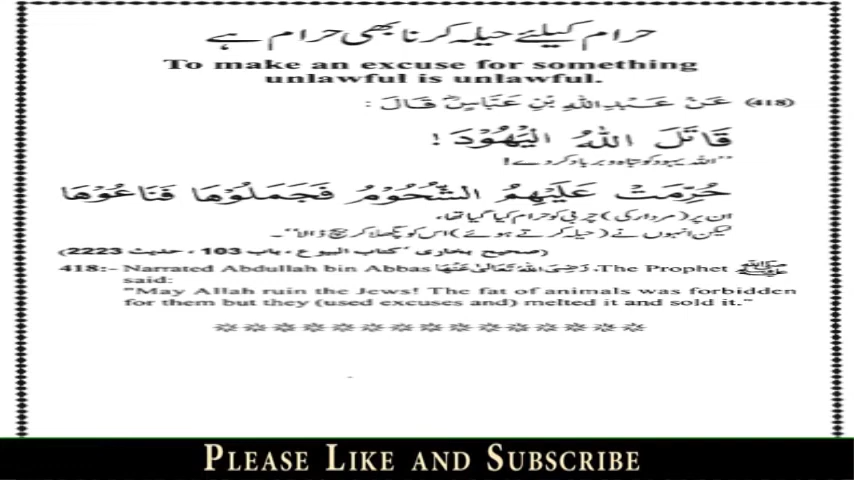 حرام کیلئے حیلہ کرنا بھی حرام ہے
To make an excuse for something
unlawful is unlawful.
(418) عَنْ عَبْدِاللّٰهِ بْنِ عَبَّاسٍ قَالَ :
قَاتَلَ اللّٰهُ الْيَهُوْدَ !
”اللہ یہود کو تباہ و برباد کردے !
حُرِّمَتْ عَلَيْهِمُ الشُّحُوْمُ فَجَمَلُوْهَا فَبَاعُوْهَا
ان پر (مردار کی) چربی کو حرام کیا گیا تھا،
لیکن انہوں نے (حیلہ کرتے ہوئے) اس کو پگھلا کر بیچ ڈالا“۔
(صحیح بخاری کتاب البیوع، باب 103، حدیث 2223)
418:- Narrated Abdullah bin Abbas رَضِىَ اللّٰهُ تَعَالٰى عَنْهُمَا, The Prophet ﷺ
said:
"May Allah ruin the Jews! The fat of animals was forbidden
for them but they (used excuses and) melted it and sold it."
PLEASE LIKE AND SUBSCRIBE